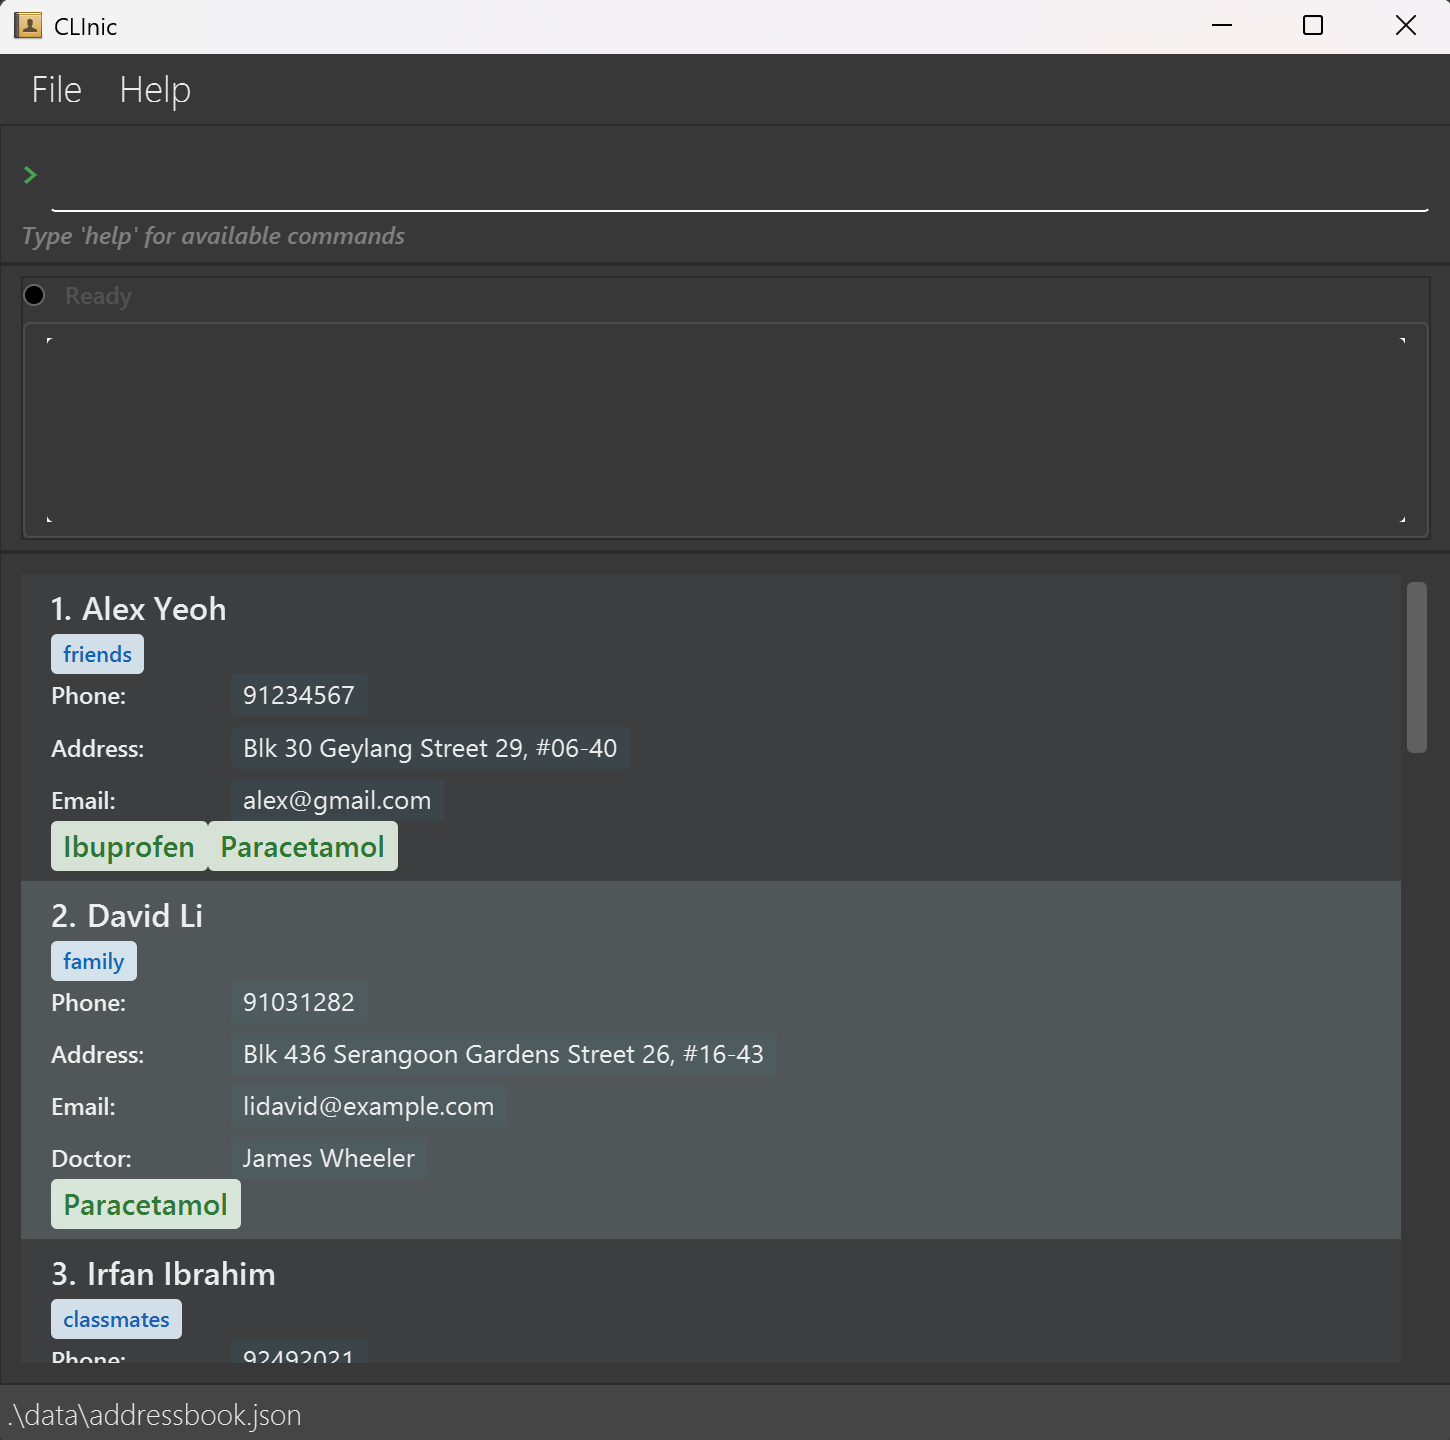 CLInic
File Help
>
Type 'help' for available commands
Ready
1. Alex Yeoh
friends
Phone: 91234567
Address: Blk 30 Geylang Street 29, #06-40
Email: alex@gmail.com
Ibuprofen Paracetamol
2. David Li
family
Phone: 91031282
Address: Blk 436 Serangoon Gardens Street 26, #16-43
Email: lidavid@example.com
Doctor: James Wheeler
Paracetamol
3. Irfan Ibrahim
classmates
Phone: 92492021
.\data\addressbook.json